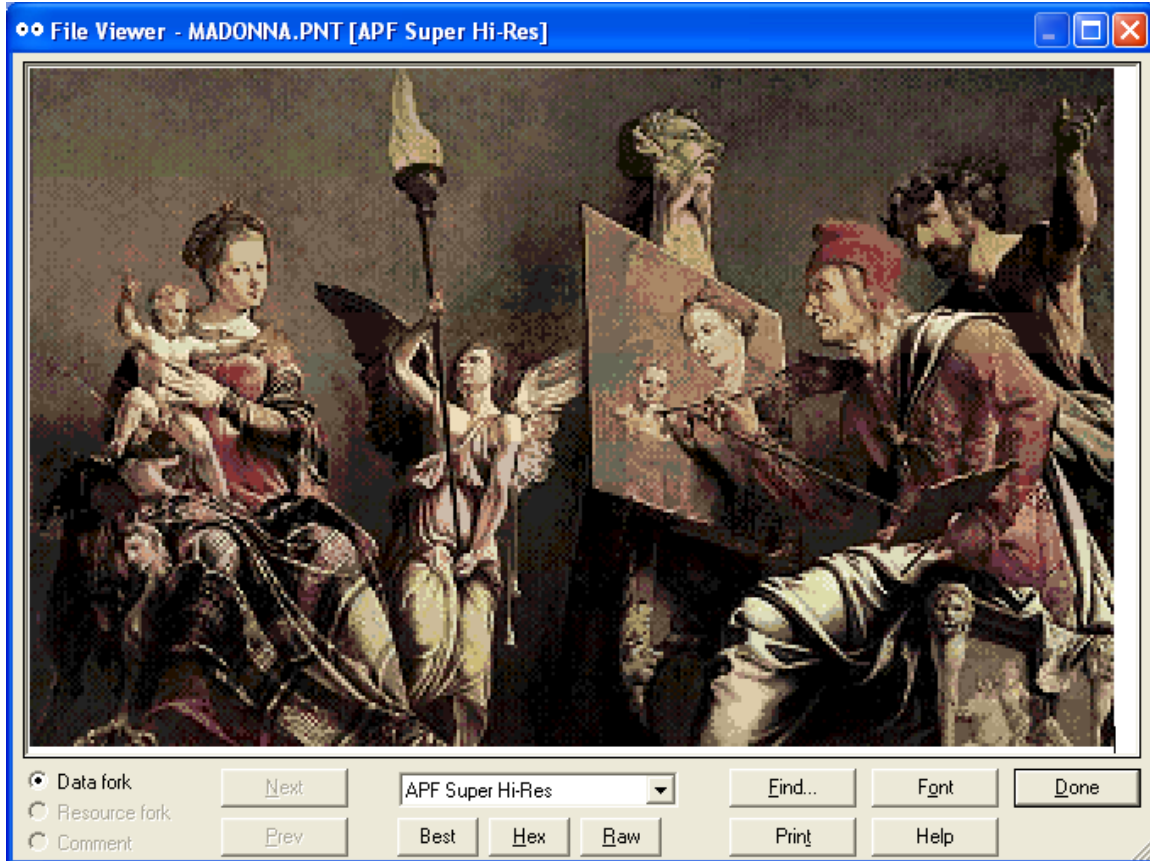 File Viewer - MADONNA.PNT [APF Super Hi-Res]
Data fork
Resource fork
Comment
Next
Prev
APF Super Hi-Res
Best
Hex
Raw
Find...
Font
Done
Print
Help